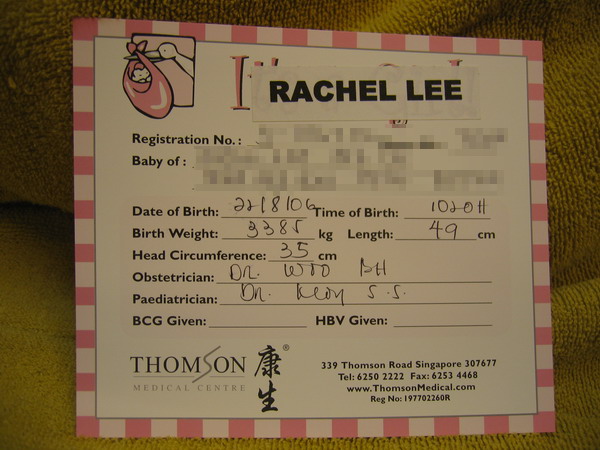 RACHEL LEE
Registration No.:
Baby of :
Date of Birth: 22/8/06 Time of Birth: 1020H
Birth Weight: 3385 kg Length: 49 cm
Head Circumference: 35 cm
Obstetrician: DR. WOO BH
Paediatrician: DR. Keoy S.S.
BCG Given: HBV Given:
THOMSON
MEDICAL CENTRE
康生®
339 Thomson Road Singapore 307677
Tel: 6250 2222 Fax: 6253 4468
www.ThomsonMedical.com
Reg No: 197702260R